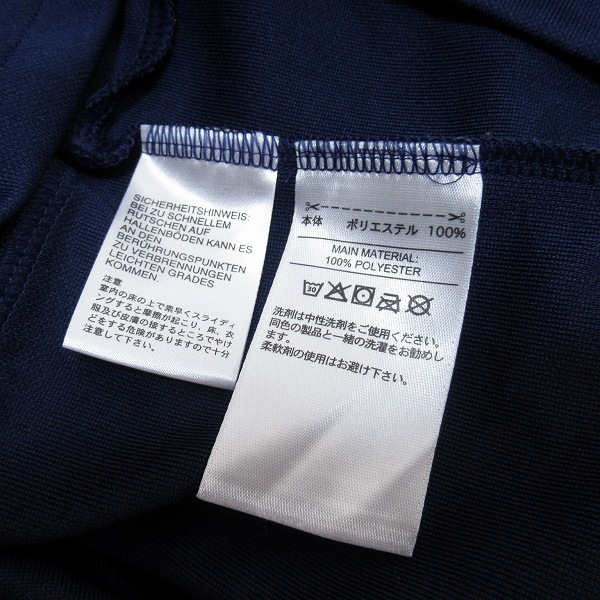 SICHERHEITSHINWEIS:
BEI ZU SCHNELLEM
RUTSCHEN AUF
HALLENBÖDEN KANN ES
AN DEN
BERÜHRUNGSPUNKTEN
ZU VERBRENNUNGEN
LEICHTEN GRADES
KOMMEN.
注意
室内の床の上で素早くスライディ
ングすると摩擦が起こり、床、衣
服及び皮膚の接するところでやけ
どをする危険がありますので十分
注意して下さい。
本体 ポリエステル 100%
MAIN MATERIAL:
100% POLYESTER
30
洗剤は中性洗剤をご使用ください。
同色の製品と一緒の洗濯をお勧めし
ます。
柔軟剤の使用はお避け下さい。